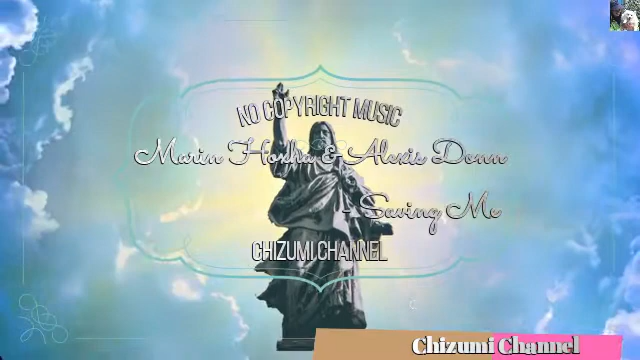 NO COPYRIGHT MUSIC
Marin Hoxha & Alexis Donn
- Saving Me
CHIZUMI CHANNEL
Chizumi Channel